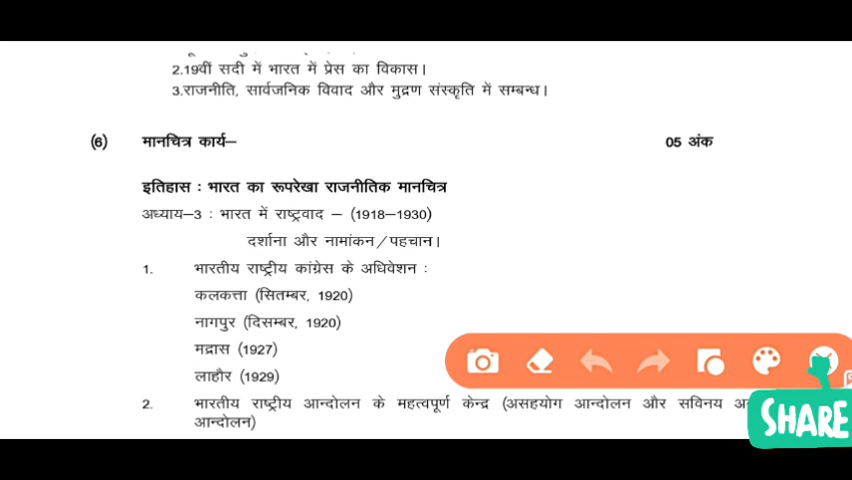 2.19वीं सदी में भारत में प्रेस का विकास।
3.राजनीति, सार्वजनिक विवाद और मुद्रण संस्कृति में सम्बन्ध।
(6) मानचित्र कार्य– 05 अंक
इतिहास : भारत का रूपरेखा राजनीतिक मानचित्र
अध्याय–3 : भारत में राष्ट्रवाद – (1918–1930)
दर्शाना और नामांकन/पहचान।
1. भारतीय राष्ट्रीय कांग्रेस के अधिवेशन :
कलकत्ता (सितम्बर, 1920)
नागपुर (दिसम्बर, 1920)
मद्रास (1927)
लाहौर (1929)
2. भारतीय राष्ट्रीय आन्दोलन के महत्वपूर्ण केन्द्र (असहयोग आन्दोलन और सविनय
आन्दोलन)
SHARE